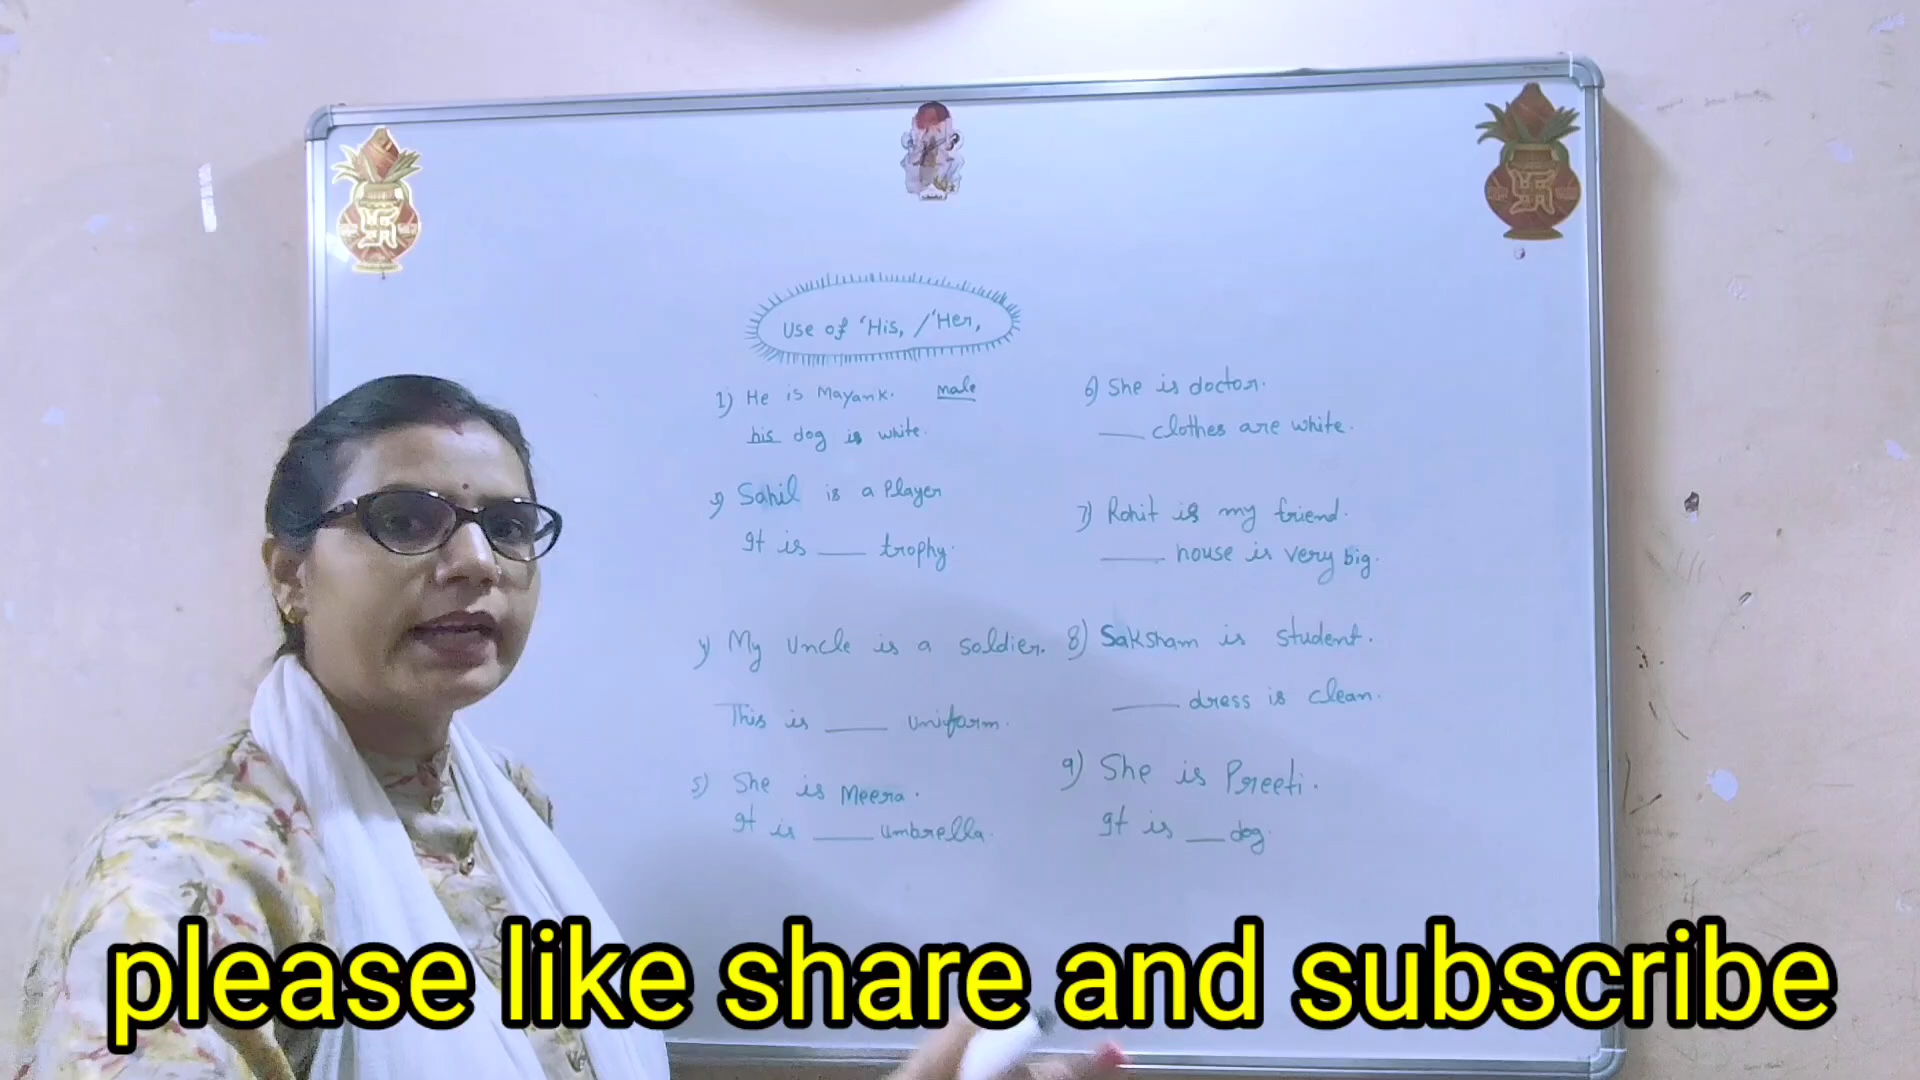 Use of 'His, / 'Her,
1) He is Mayank. male
his dog is white.
Sahil is a Player
It is ___ trophy.
My Uncle is a soldier.
This is ___ uniform.
5) She is Meera.
It is ___ umbrella.
6) She is doctor.
___ clothes are white.
7) Rohit is my friend.
___ house is very big.
8) Saksham is student.
___ dress is clean.
9) She is Preeti.
It is ___ dog.
please like share and subscribe